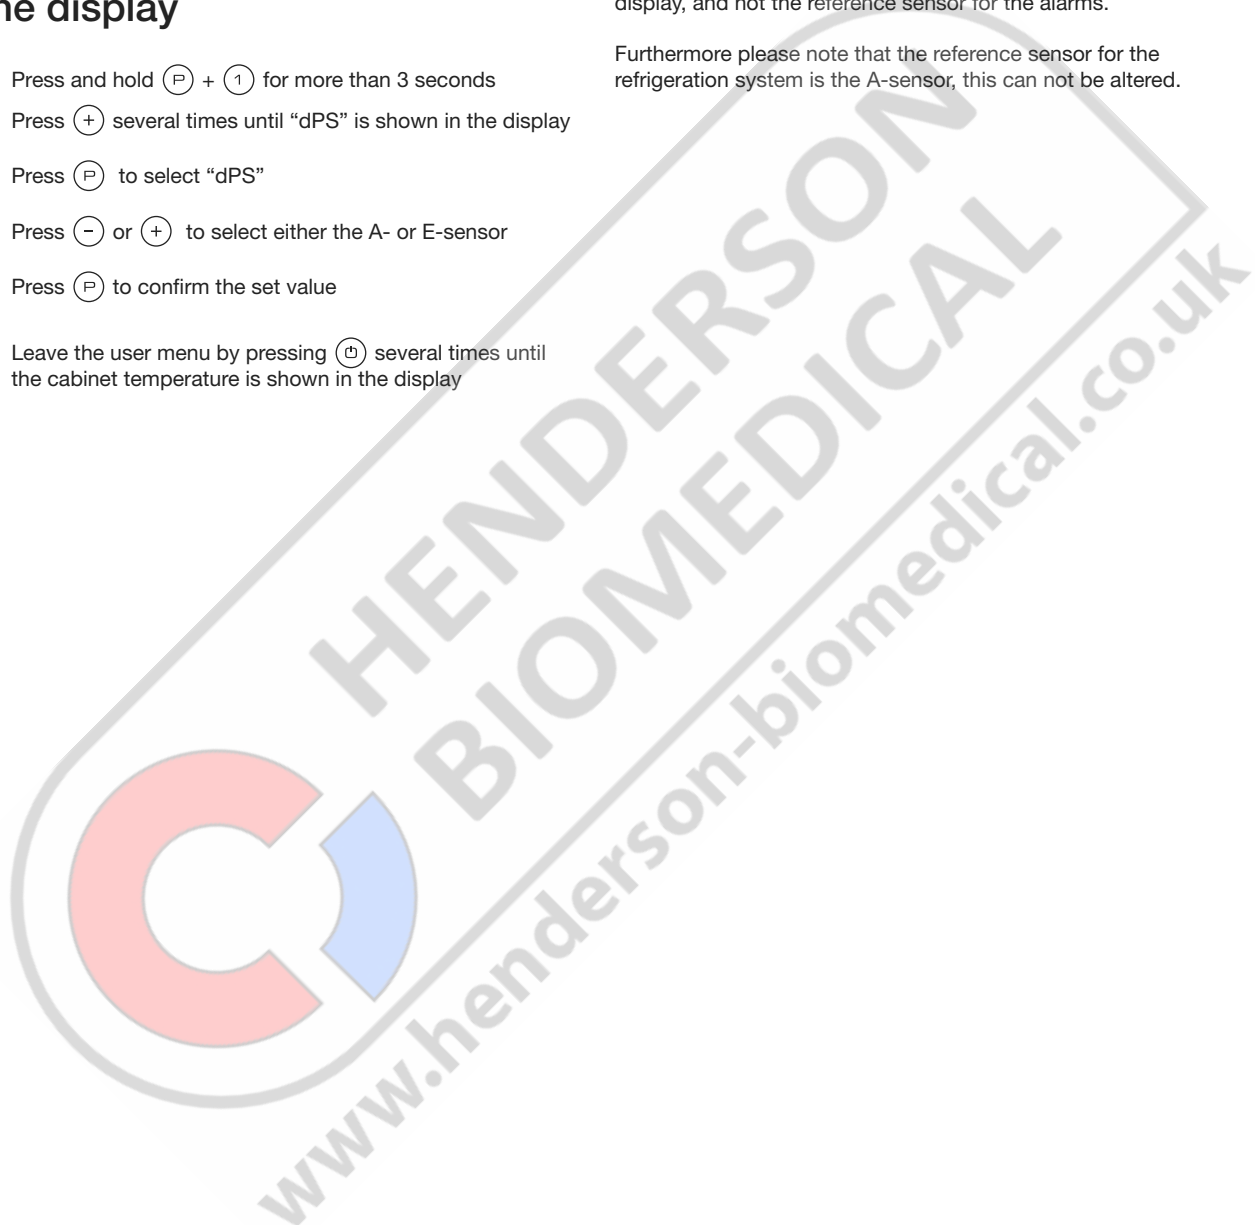 the display
Press and hold P + 1 for more than 3 seconds
Press + several times until “dPS” is shown in the display
Press P to select “dPS”
Press − or + to select either the A- or E-sensor
Press P to confirm the set value
Leave the user menu by pressing several times until
the cabinet temperature is shown in the display
display, and not the reference sensor for the alarms.
Furthermore please note that the reference sensor for the
refrigeration system is the A-sensor, this can not be altered.
HENDERSON
BIOMEDICAL
www.henderson-biomedical.co.uk